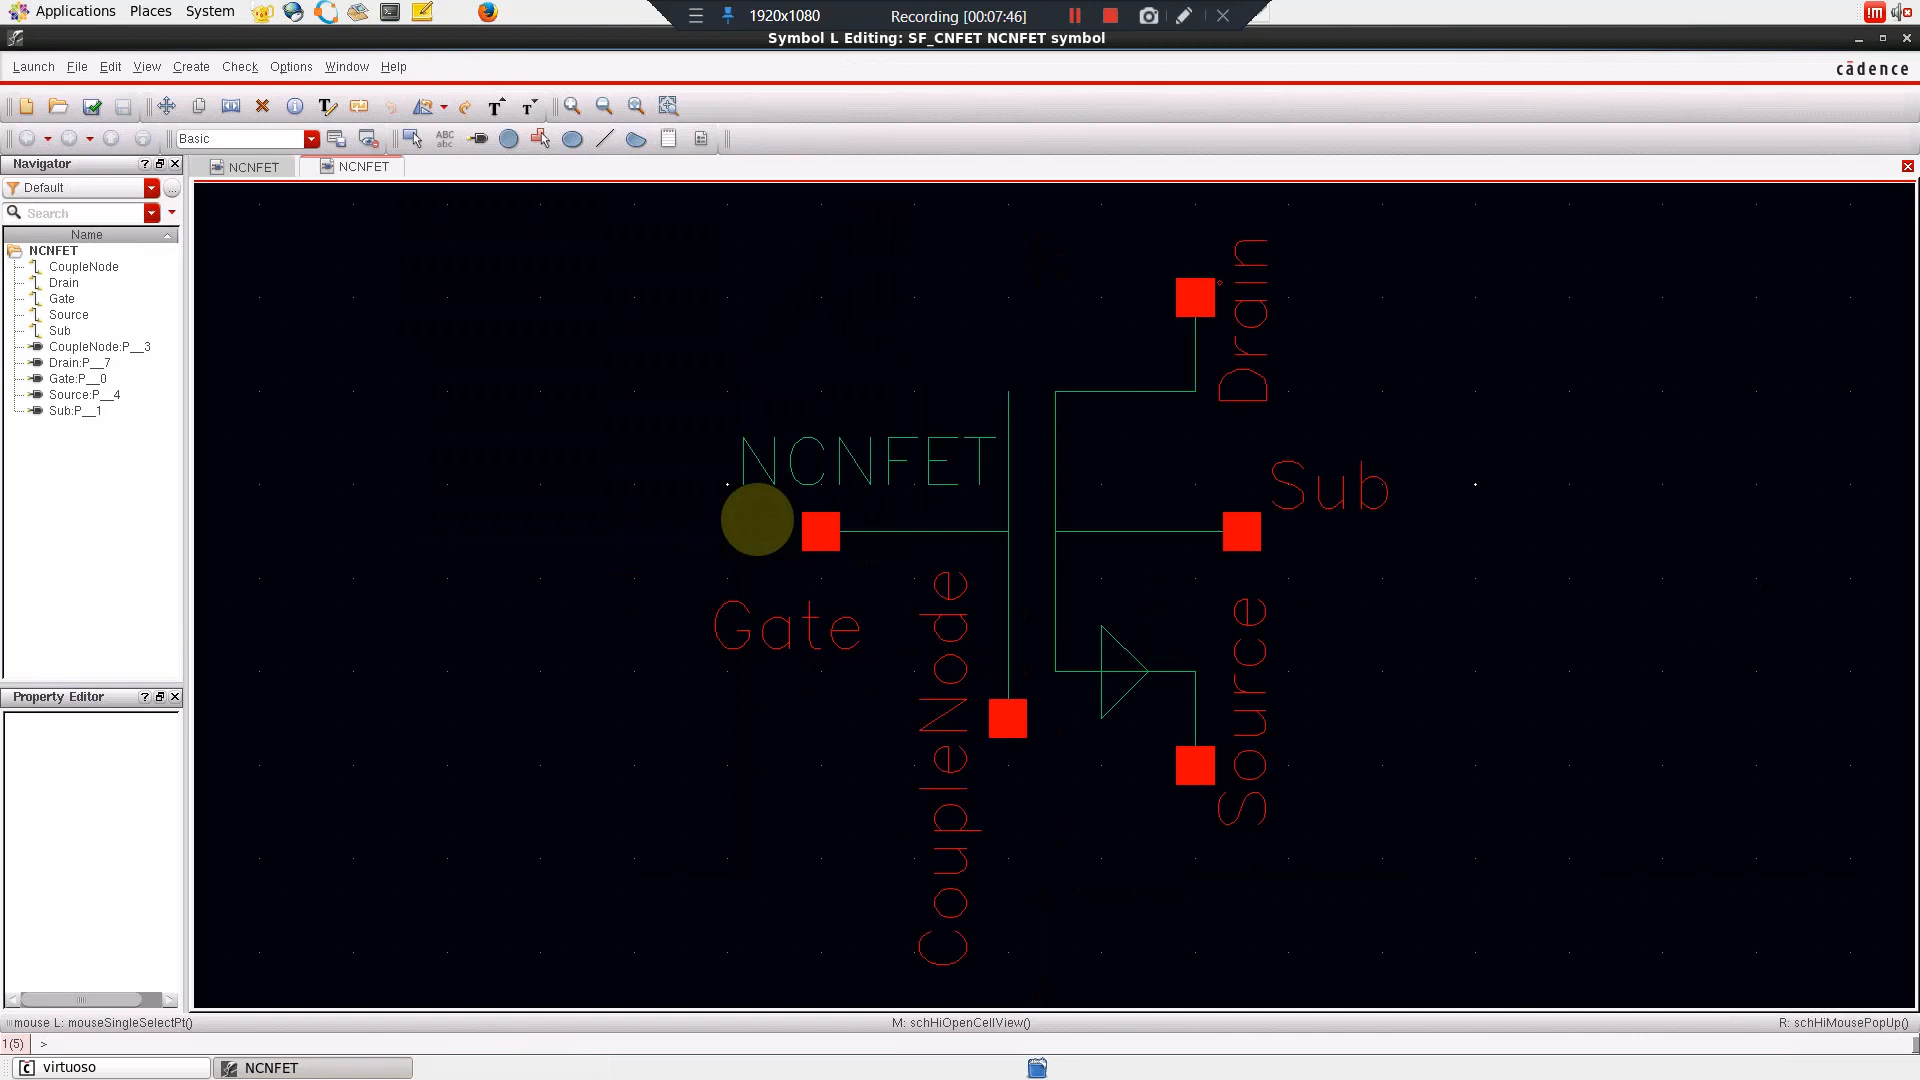 Applications Places System
1920x1080
Recording [00:07:46]
Symbol L Editing: SF_CNFET NCNFET symbol
Launch File Edit View Create Check Options Window Help
cādence
Basic
Navigator
NCNFET
NCNFET
Default
Search
Name
NCNFET
CoupleNode
Drain
Gate
Source
Sub
CoupleNode:P__3
Drain:P__7
Gate:P__0
Source:P__4
Sub:P__1
Property Editor
Drain
NCNFET
Sub
Gate
CoupleNode
Source
mouse L: mouseSingleSelectPt()
M: schHiOpenCellView()
R: schHiMousePopUp()
1(5) >
virtuoso
NCNFET